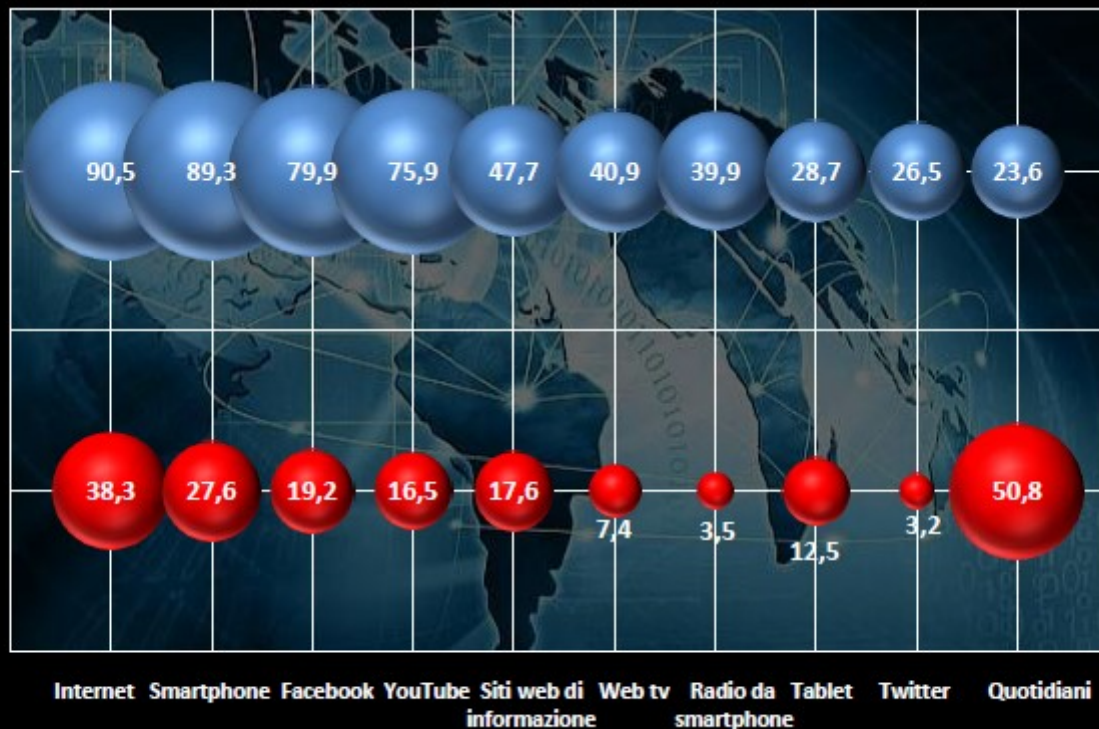 90,5 89,3 79,9 75,9 47,7 40,9 39,9 28,7 26,5 23,6
38,3 27,6 19,2 16,5 17,6 7,4 3,5 12,5 3,2 50,8
Internet Smartphone Facebook YouTube Siti web di Web tv Radio da Tablet Twitter Quotidiani
informazione smartphone